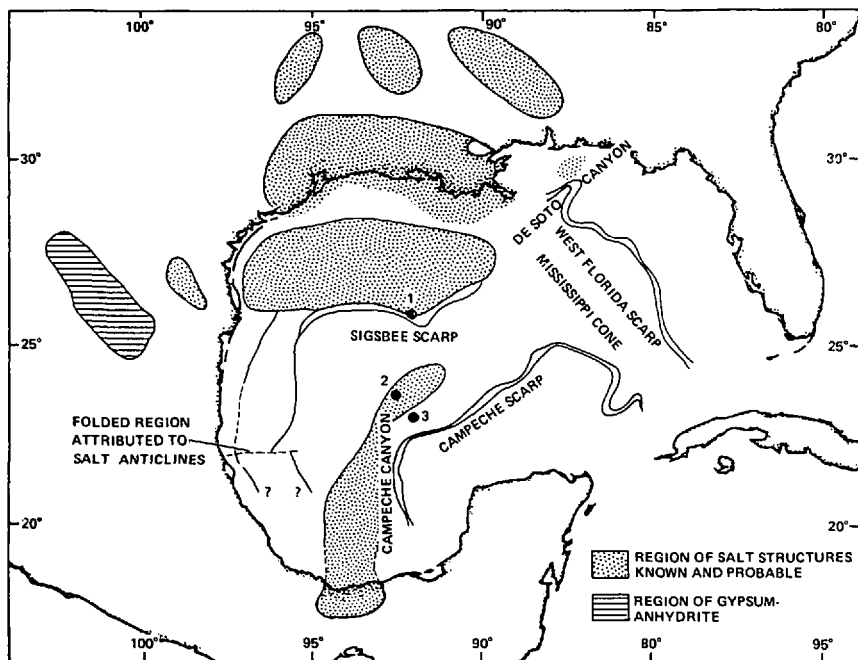 100° 95° 90° 85° 80°
30° 30°
DE SOTO CANYON
WEST FLORIDA SCARP
MISSISSIPPI CONE
1
SIGSBEE SCARP
25° 25°
2
3
CAMPECHE SCARP
FOLDED REGION
ATTRIBUTED TO
SALT ANTICLINES
CAMPECHE CANYON
? ?
20° 20°
REGION OF SALT STRUCTURES
KNOWN AND PROBABLE
REGION OF GYPSUM-
ANHYDRITE
100° 95° 90° 85° 95°